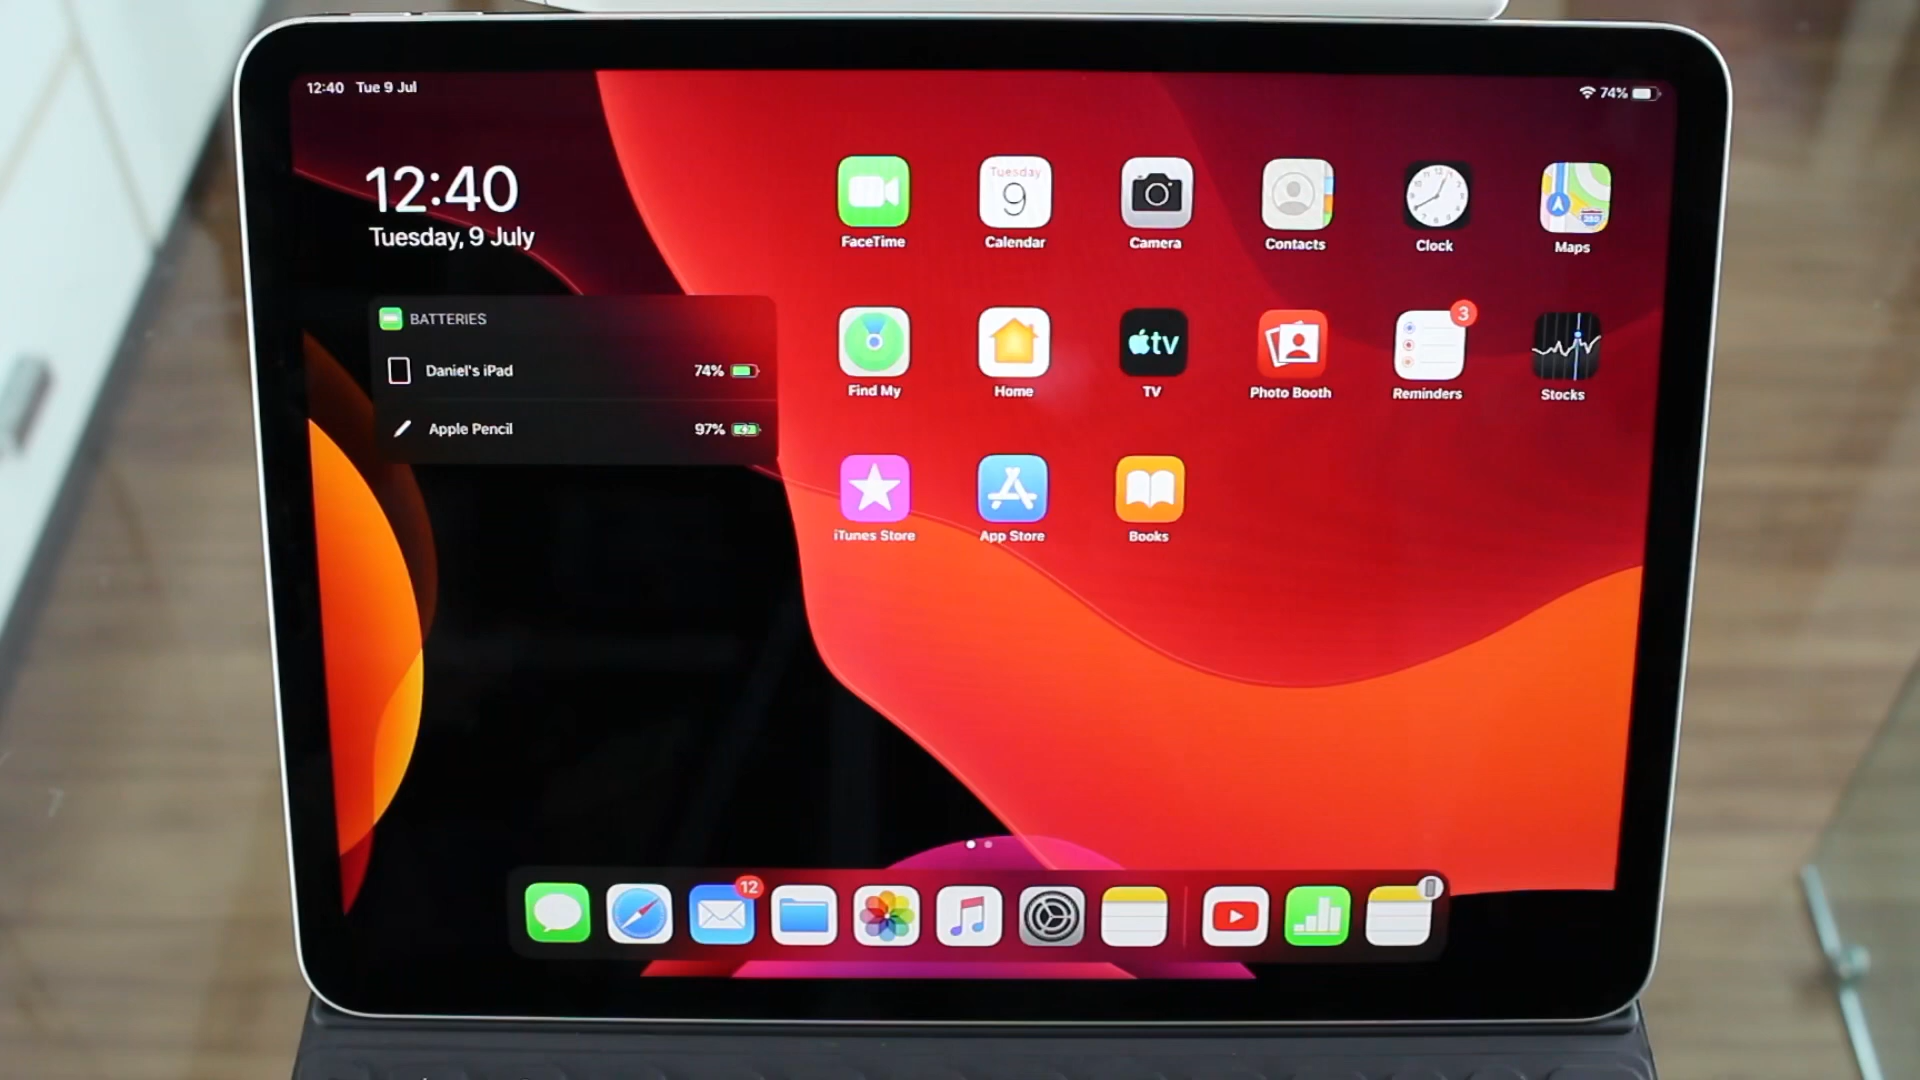 12:40 Tue 9 Jul
74%
12:40
Tuesday, 9 July
BATTERIES
Daniel's iPad 74%
Apple Pencil 97%
Tuesday
9
FaceTime Calendar Camera Contacts Clock Maps
tv
3
Find My Home TV Photo Booth Reminders Stocks
iTunes Store App Store Books
12